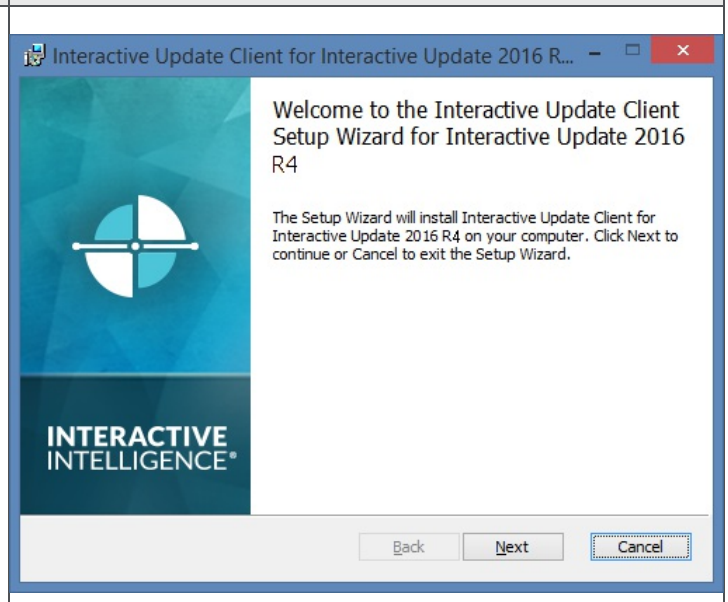 Interactive Update Client for Interactive Update 2016 R...
Welcome to the Interactive Update Client
Setup Wizard for Interactive Update 2016
R4
The Setup Wizard will install Interactive Update Client for
Interactive Update 2016 R4 on your computer. Click Next to
continue or Cancel to exit the Setup Wizard.
INTERACTIVE
INTELLIGENCE®
Back Next Cancel